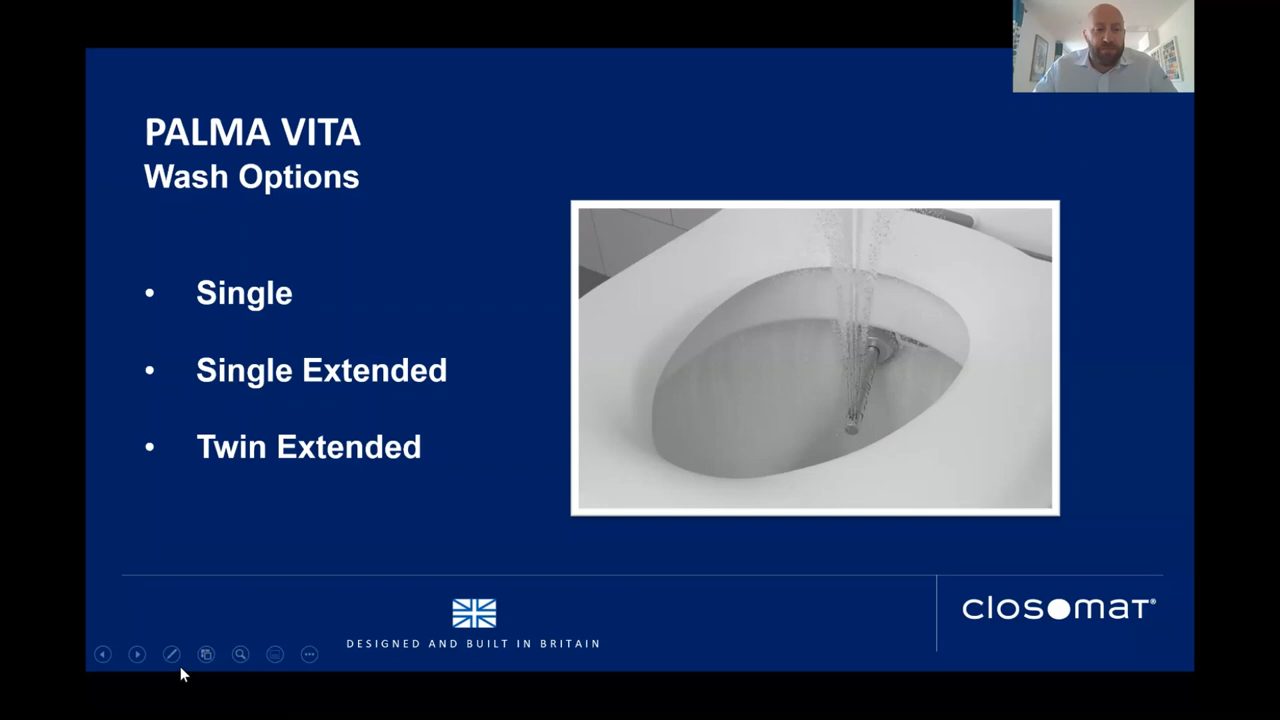 PALMA VITA
Wash Options
• Single
• Single Extended
• Twin Extended
DESIGNED AND BUILT IN BRITAIN
closomat®